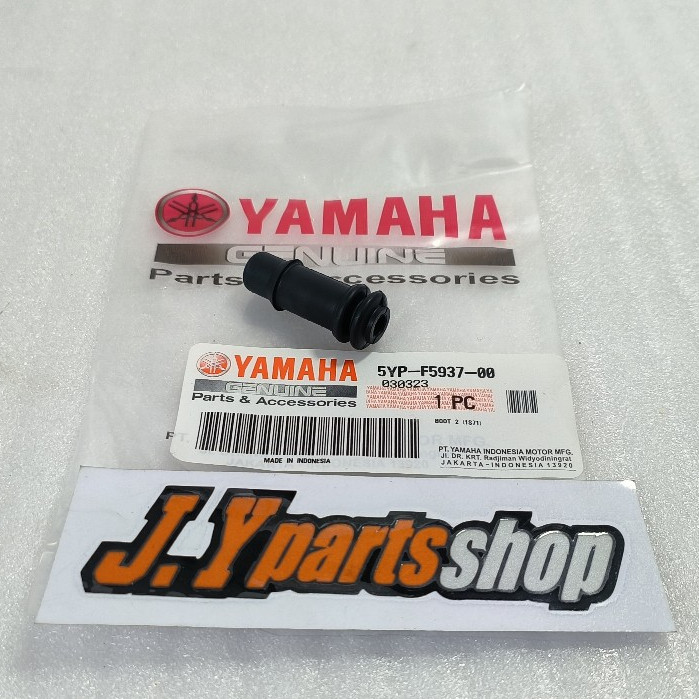 YAMAHA
GENUINE
Parts & Accessories
YAMAHA 5YP-F5937-00
GENUINE 030323
Parts & Accessories 1 PC
BOOT 2 (1S71)
MADE IN INDONESIA
PT. YAMAHA INDONESIA MOTOR MFG.
JL. DR. KRT. Radjiman Widyodiningrat
JAKARTA-INDONESIA 13920
J.Y partsshop